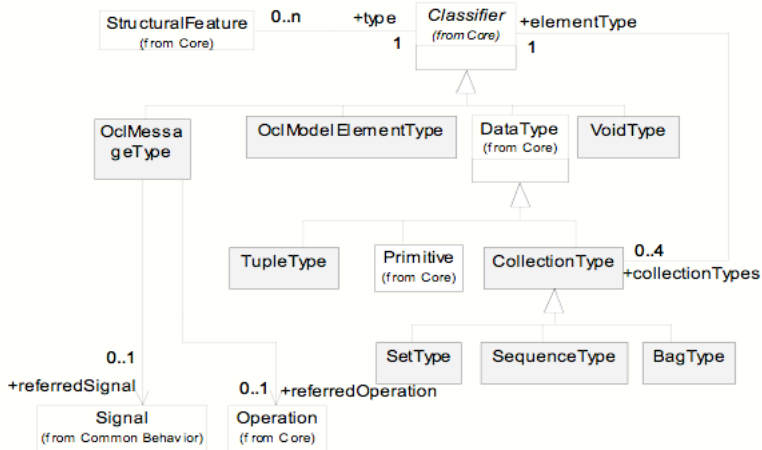 StructuralFeature
(from Core)
0..n
+type
1
Classifier
(from Core)
+elementType
1
OclMessa
geType
OclModelElementType
DataType
(from Core)
VoidType
TupleType
Primitive
(from Core)
CollectionType
0..4
+collectionTypes
SetType
SequenceType
BagType
0..1
+referredSignal
0..1
+referredOperation
Signal
(from Common Behavior)
Operation
(from Core)